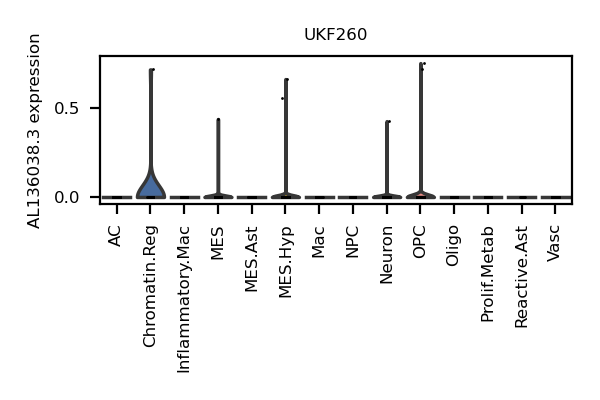 UKF260
AL136038.3 expression
0.5
0.0
AC
Chromatin.Reg
Inflammatory.Mac
MES
MES.Ast
MES.Hyp
Mac
NPC
Neuron
OPC
Oligo
Prolif.Metab
Reactive.Ast
Vasc